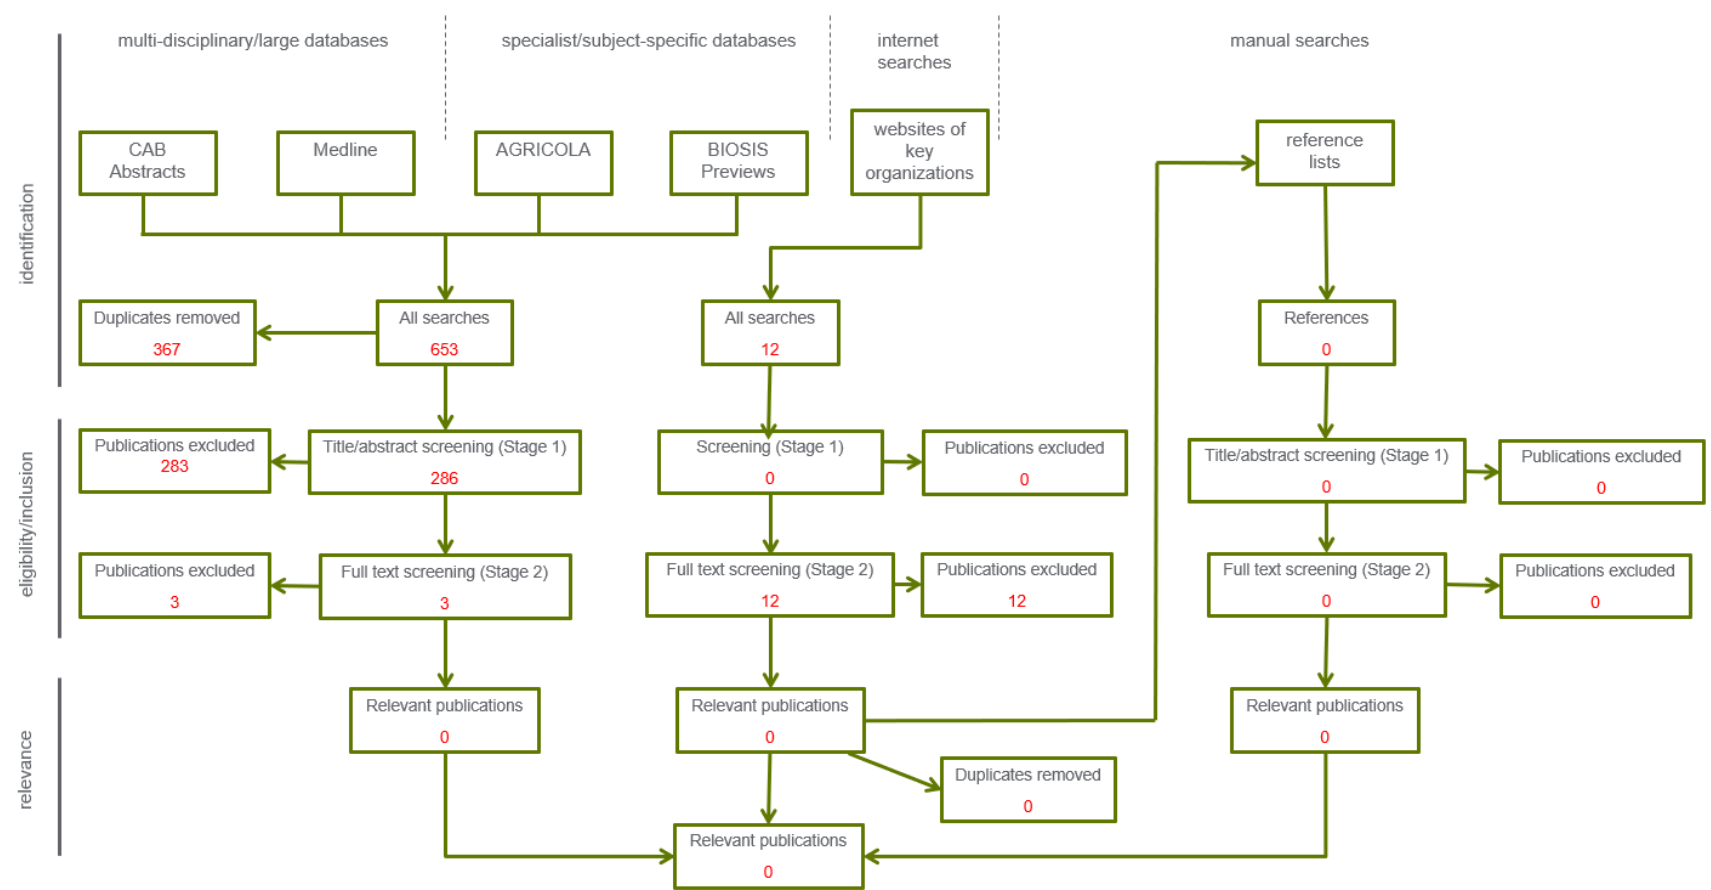 multi-disciplinary/large databases
specialist/subject-specific databases
internet
searches
manual searches
identification
CAB
Abstracts
Medline
AGRICOLA
BIOSIS
Previews
websites of
key
organizations
reference
lists
Duplicates removed
367
All searches
653
All searches
12
References
0
eligibility/inclusion
Publications excluded
283
Title/abstract screening (Stage 1)
286
Screening (Stage 1)
0
Publications excluded
0
Title/abstract screening (Stage 1)
0
Publications excluded
0
Publications excluded
3
Full text screening (Stage 2)
3
Full text screening (Stage 2)
12
Publications excluded
12
Full text screening (Stage 2)
0
Publications excluded
0
relevance
Relevant publications
0
Relevant publications
0
Relevant publications
0
Duplicates removed
0
Relevant publications
0